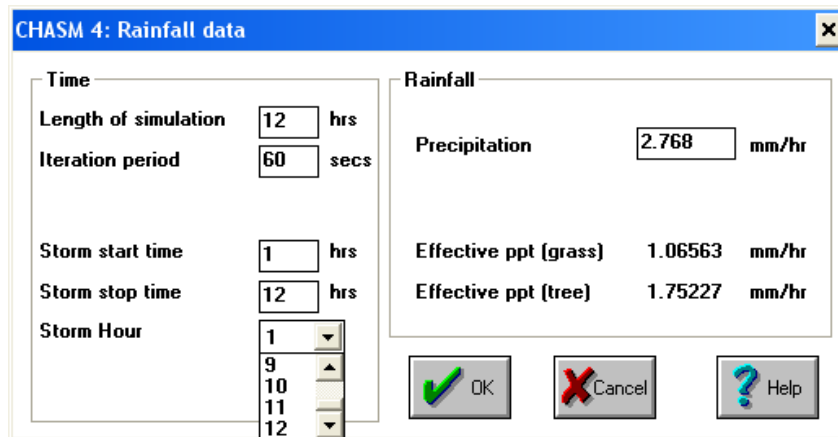 CHASM 4: Rainfall data
Time
Length of simulation 12 hrs
Iteration period 60 secs
Storm start time 1 hrs
Storm stop time 12 hrs
Storm Hour 1
9
10
11
12
Rainfall
Precipitation 2.768 mm/hr
Effective ppt (grass) 1.06563 mm/hr
Effective ppt (tree) 1.75227 mm/hr
OK
Cancel
? Help